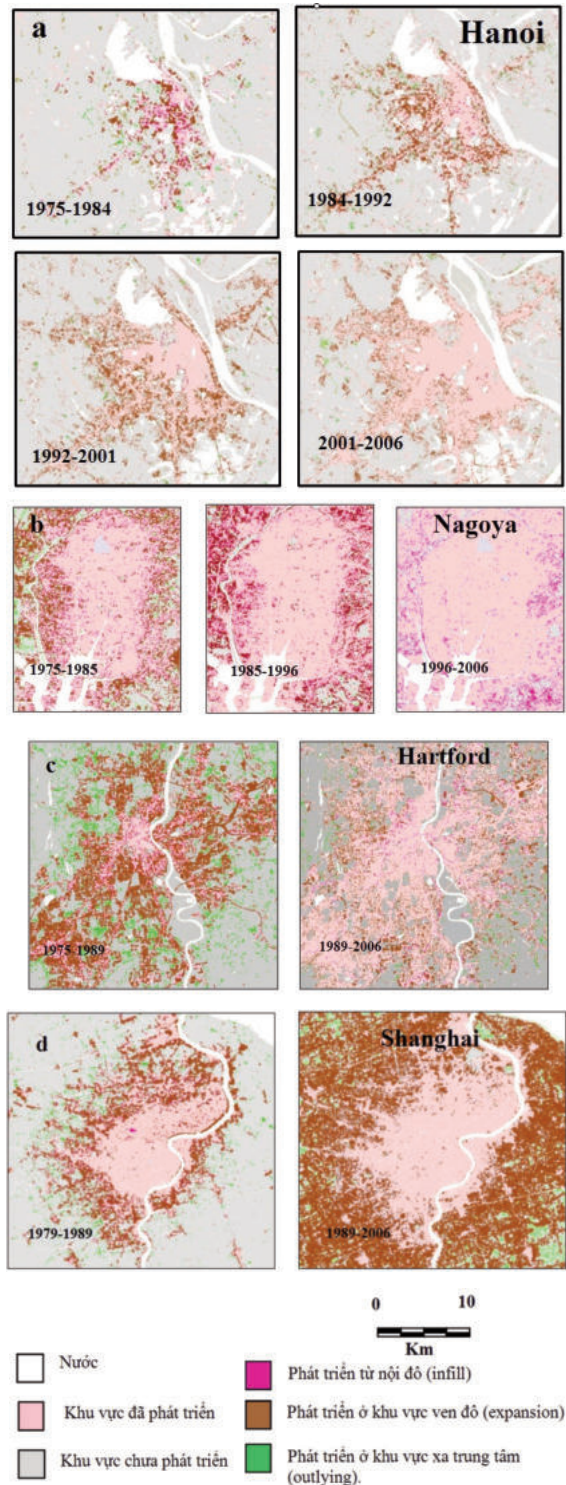 a
Hanoi
1975-1984
1984-1992
1992-2001
2001-2006
b
Nagoya
1975-1985
1985-1996
1996-2006
c
Hartford
1975-1989
1989-2006
d
Shanghai
1979-1989
1989-2006
0 10
Km
Nước
Phát triển từ nội đô (infill)
Khu vực đã phát triển
Phát triển ở khu vực ven đô (expansion)
Khu vực chưa phát triển
Phát triển ở khu vực xa trung tâm
(outlying).